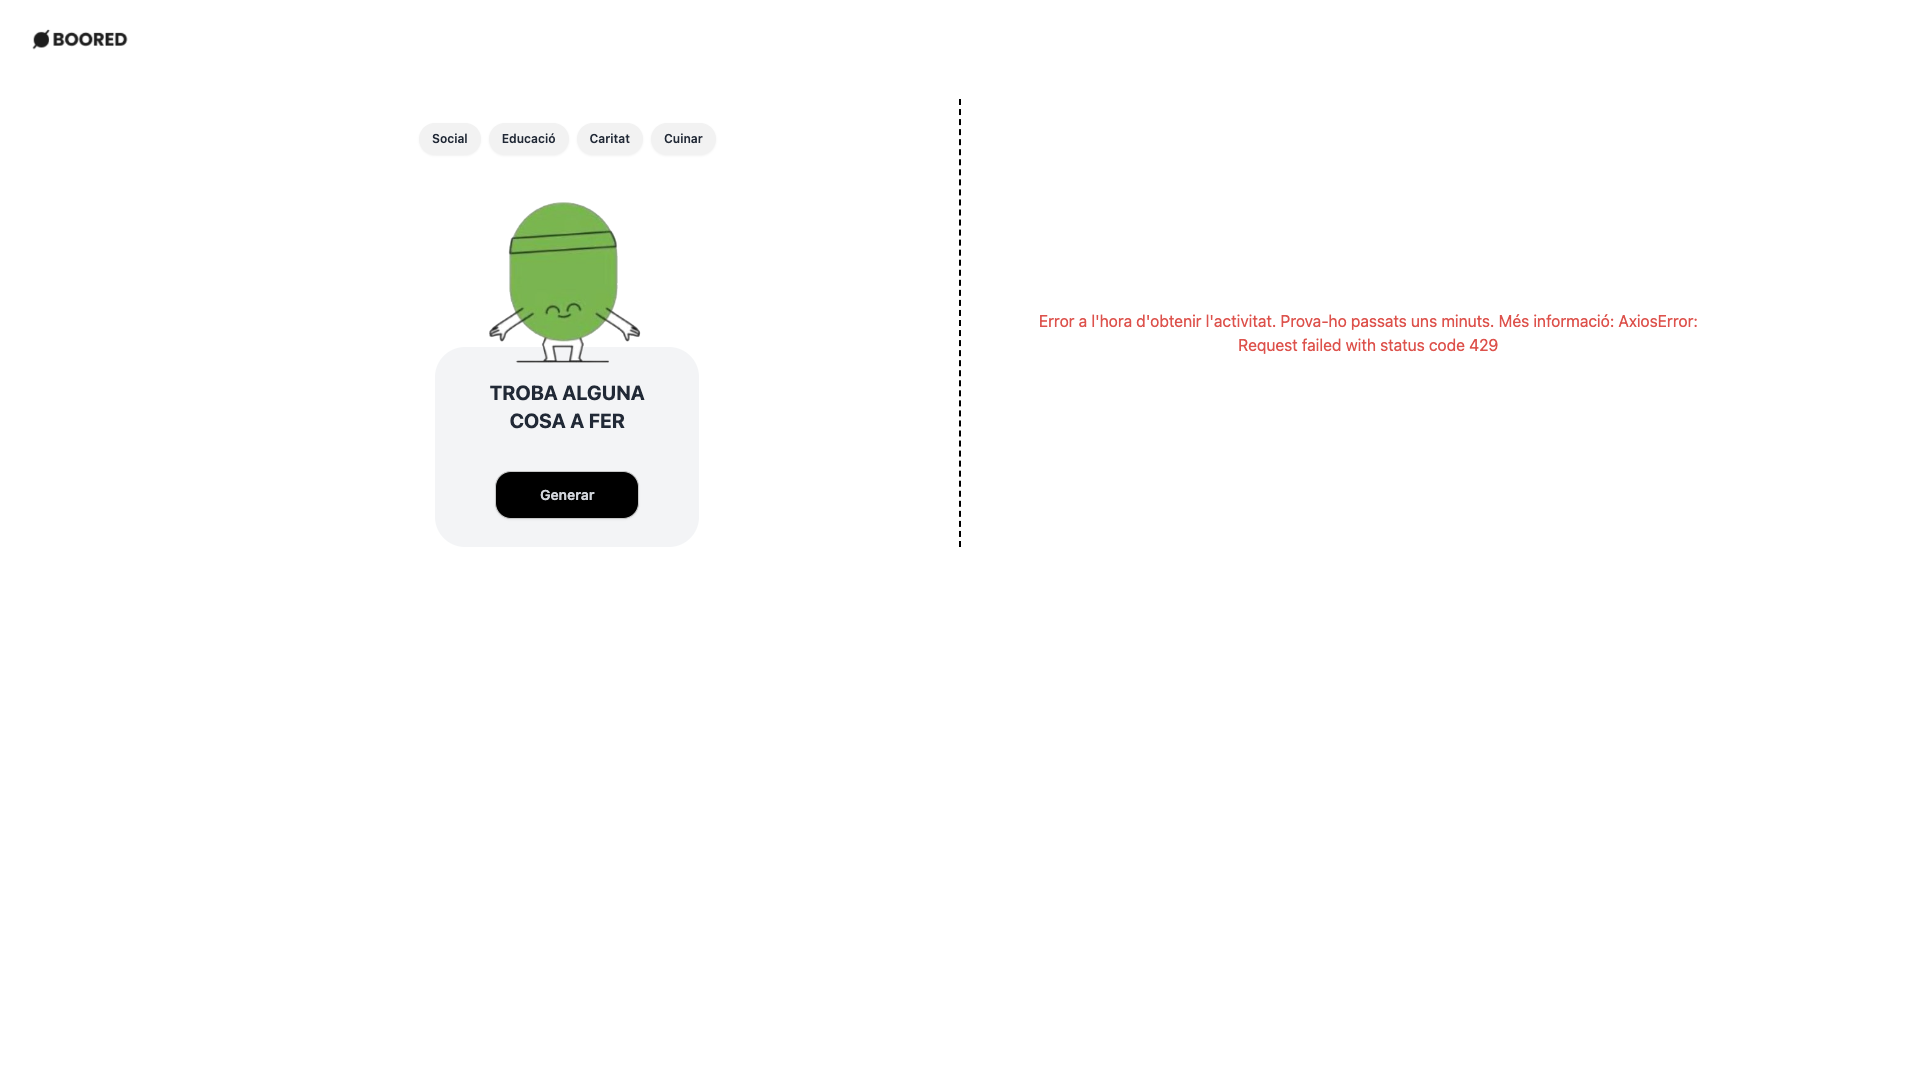 BOORED
Social
Educació
Caritat
Cuinar
TROBA ALGUNA
COSA A FER
Generar
Error a l'hora d'obtenir l'activitat. Prova-ho passats uns minuts. Més informació: AxiosError:
Request failed with status code 429